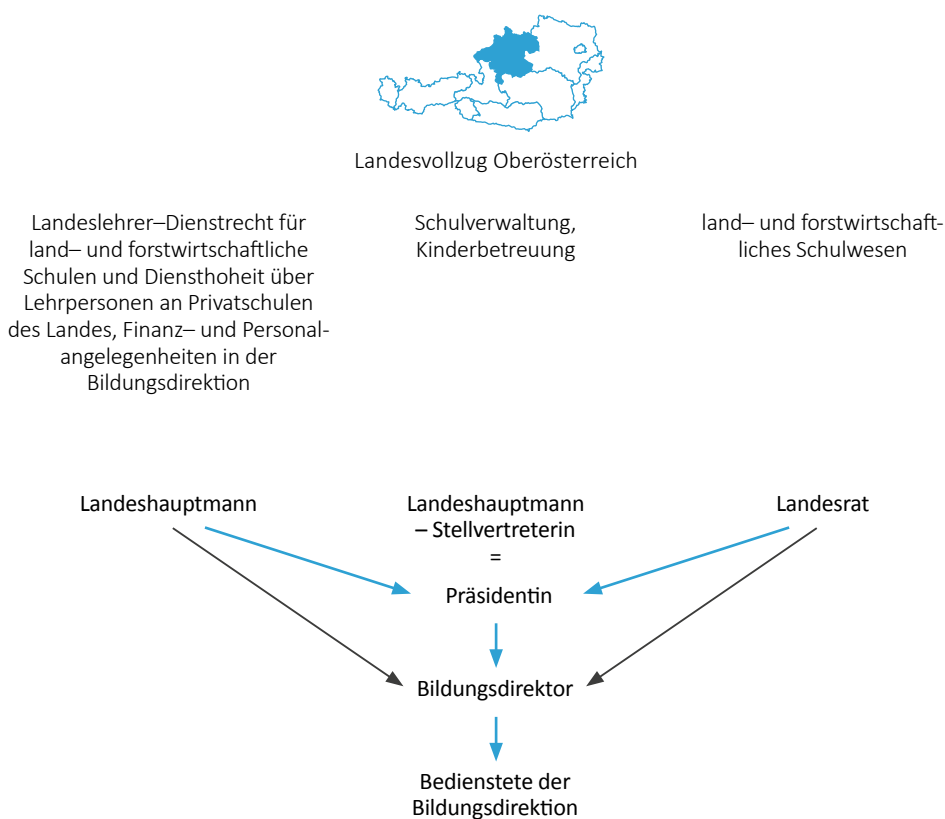 Landesvollzug Oberösterreich
Landeslehrer–Dienstrecht für
land– und forstwirtschaftliche
Schulen und Diensthoheit über
Lehrpersonen an Privatschulen
des Landes, Finanz– und Personal-
angelegenheiten in der
Bildungsdirektion
Schulverwaltung,
Kinderbetreuung
land– und forstwirtschaft-
liches Schulwesen
Landeshauptmann
Landeshauptmann
– Stellvertreterin
=
Präsidentin
Landesrat
Bildungsdirektor
Bedienstete der
Bildungsdirektion